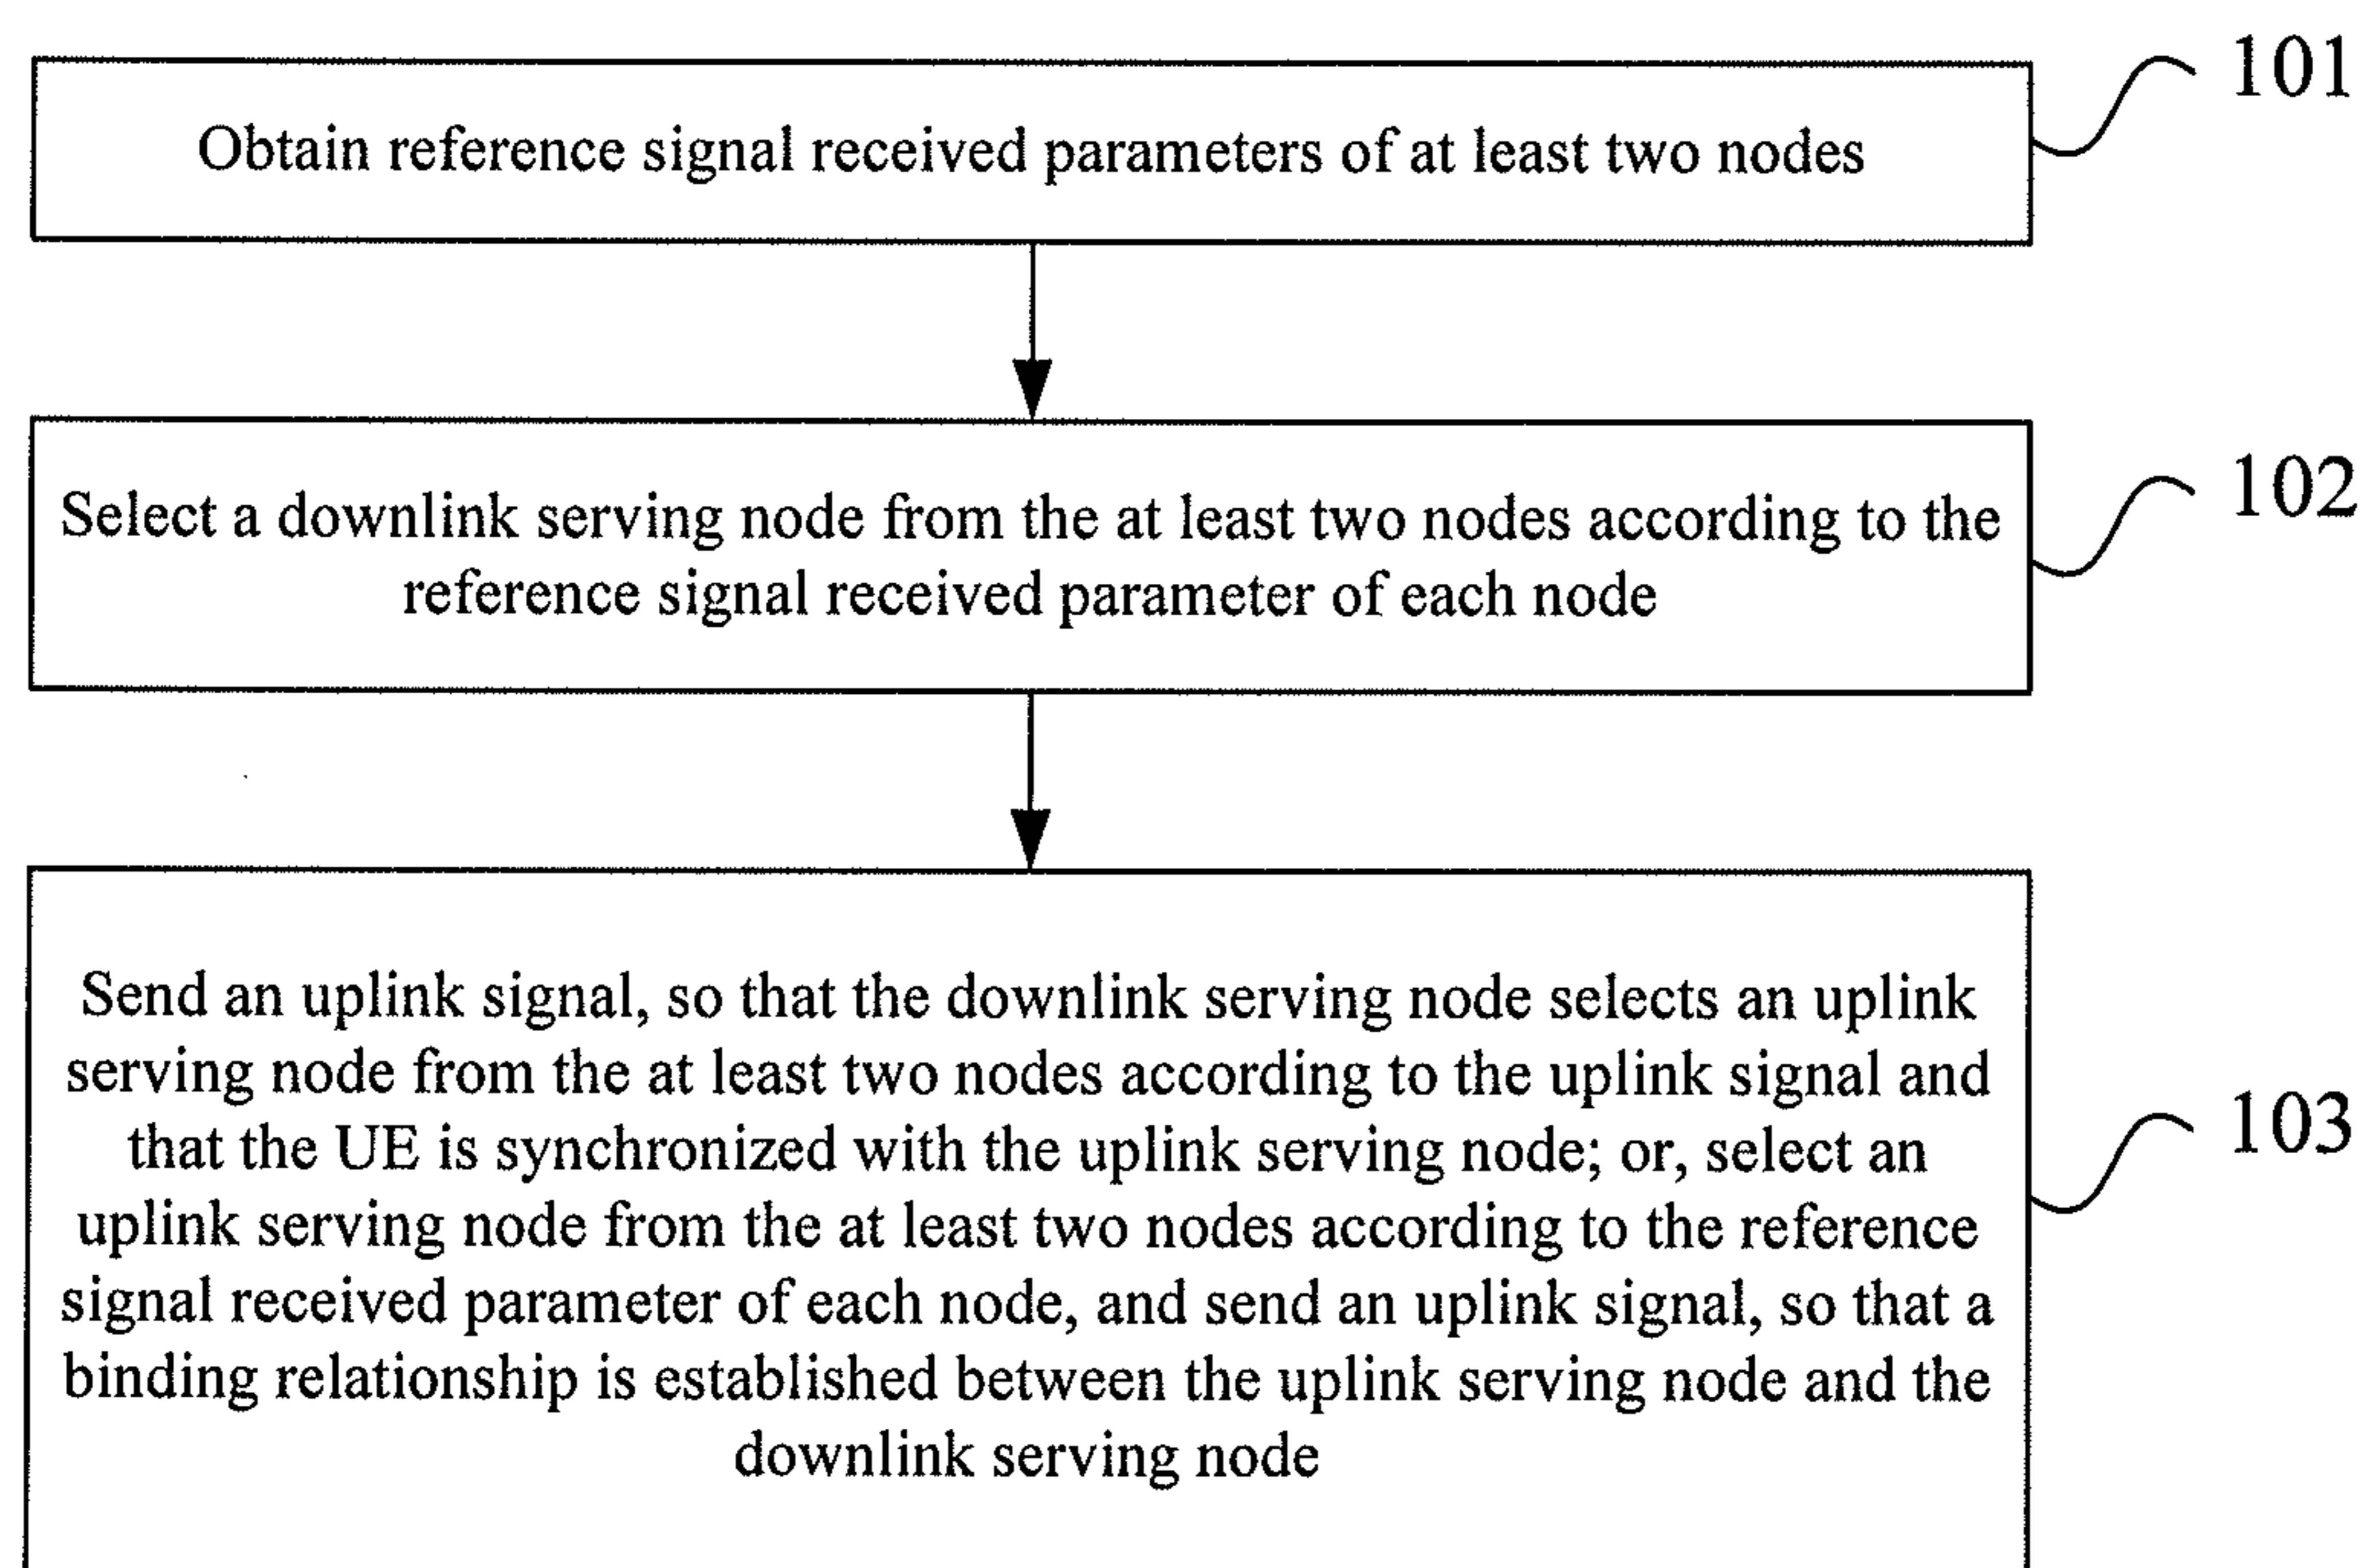 101
Obtain reference signal received parameters of at least two nodes
102
Select a downlink serving node from the at least two nodes according to the
reference signal received parameter of each node
Send an uplink signal, so that the downlink serving node selects an uplink
serving node from the at least two nodes according to the uplink signal and
that the UE is synchronized with the uplink serving node; or, select an
103
uplink serving node from the at least two nodes according to the reference
signal received parameter of each node, and send an uplink signal, so that a
binding relationship is established between the uplink serving node and the
downlink serving node